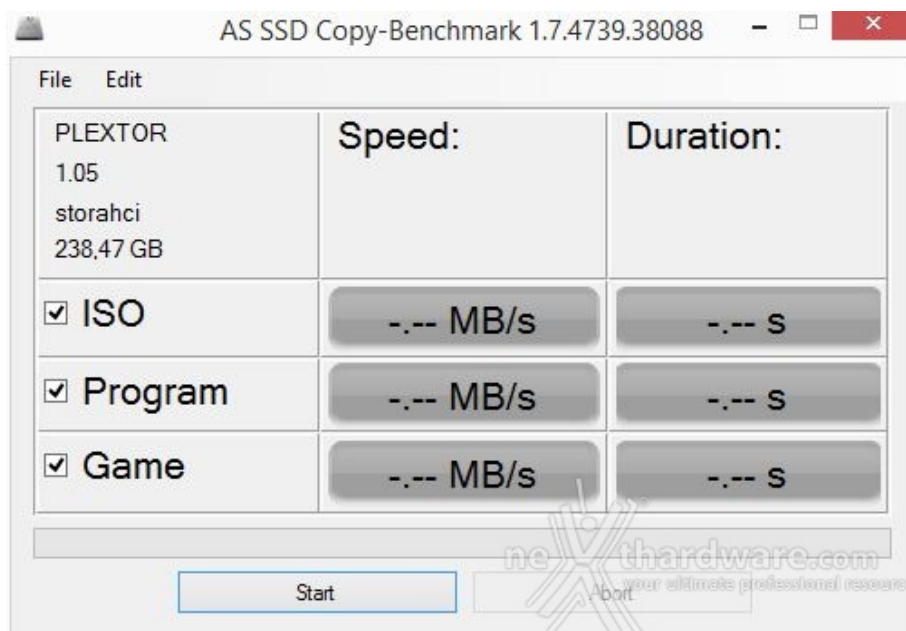 AS SSD Copy-Benchmark 1.7.4739.38088
File Edit
PLEXTOR
1.05
storahci
238,47 GB
Speed:
Duration:
ISO
-.-- MB/s
-.-- s
Program
-.-- MB/s
-.-- s
Game
-.-- MB/s
-.-- s
nexthardware.com
your ultimate professional resource
Start
Abort